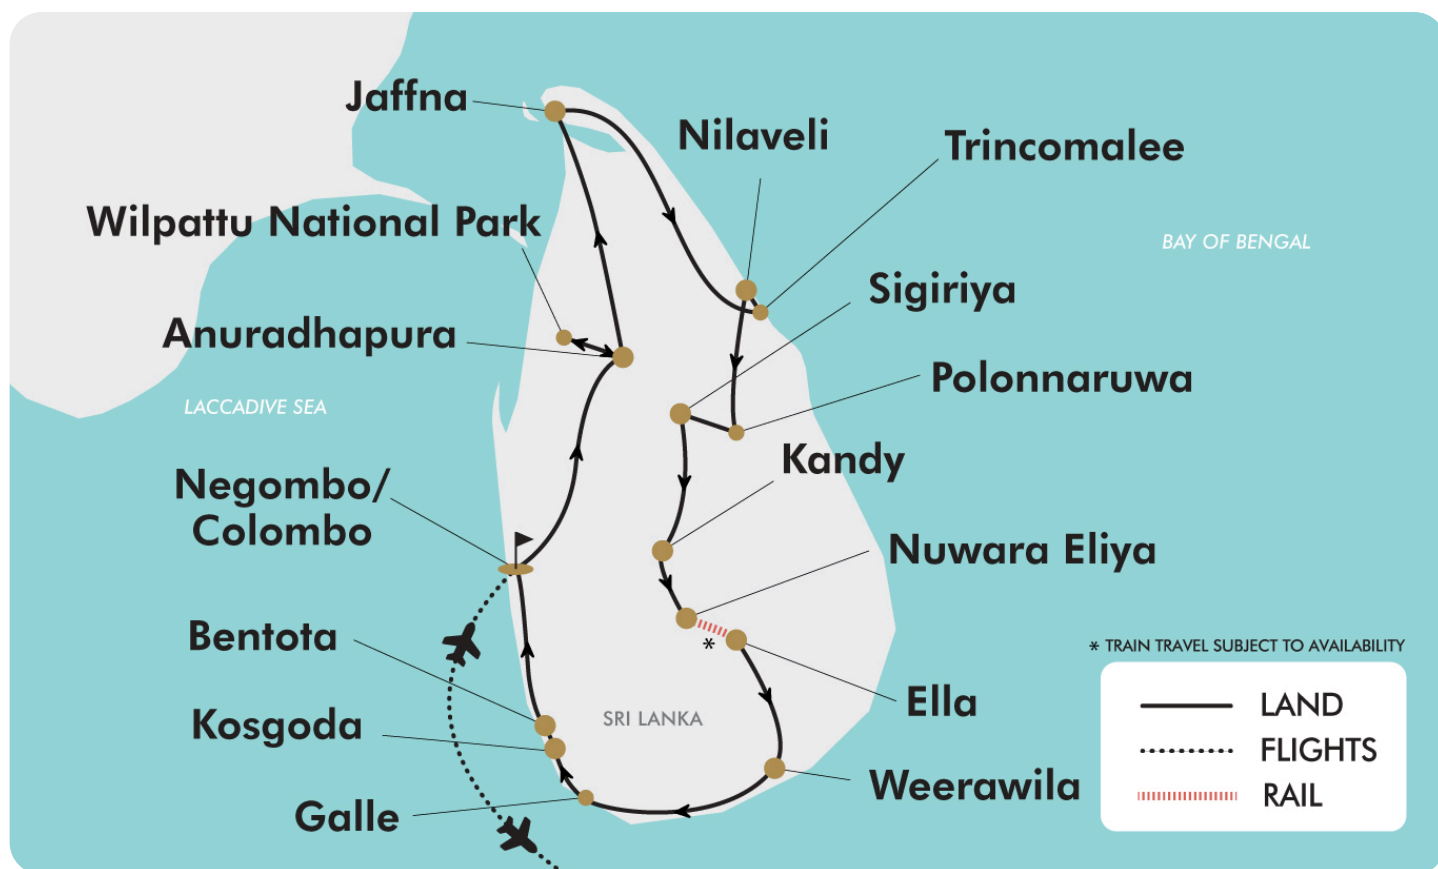 Jaffna
Nilaveli
Trincomalee
Wilpattu National Park
BAY OF BENGAL
Sigiriya
Anuradhapura
Polonnaruwa
LACCADIVE SEA
Kandy
Negombo/
Colombo
Nuwara Eliya
Bentota
* TRAIN TRAVEL SUBJECT TO AVAILABILITY
*
Ella
LAND
Kosgoda
SRI LANKA
FLIGHTS
Weerawila
RAIL
Galle